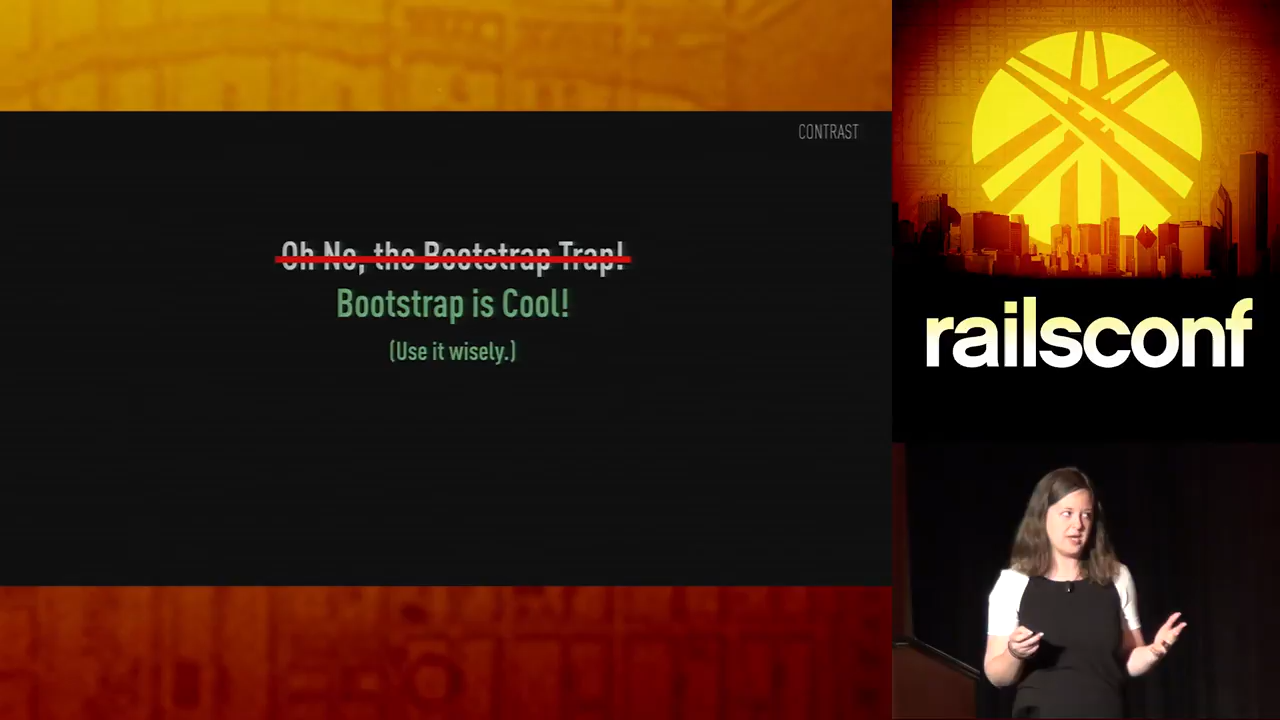 CONTRAST
Oh No, the Bootstrap Trap!
Bootstrap is Cool!
(Use it wisely.)
railsconf